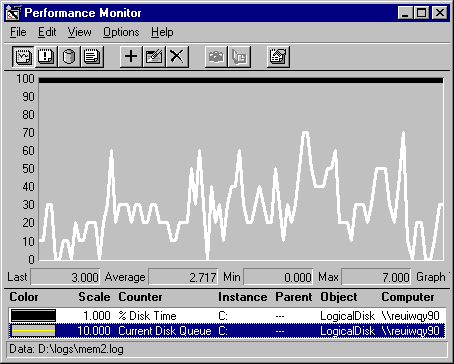 Performance Monitor
File Edit View Options Help
100
90
80
70
60
50
40
30
20
10
0
Last 3.000 Average 2.717 Min 0.000 Max 7.000 Graph
Color Scale Counter Instance Parent Object Computer
1.000 % Disk Time C: --- LogicalDisk \\reuiwqy90
10.000 Current Disk Queue C: --- LogicalDisk \\reuiwqy90
Data: D:\logs\mem2.log